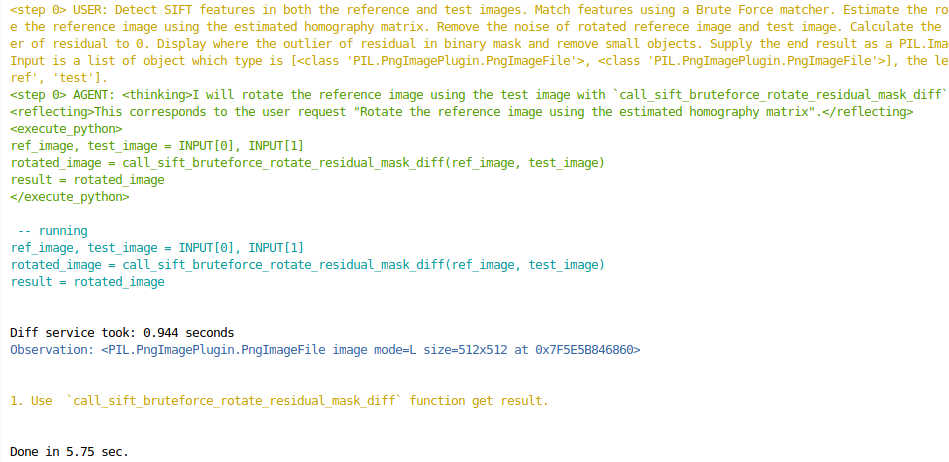 <step 0> USER: Detect SIFT features in both the reference and test images. Match features using a Brute Force matcher. Estimate the ro
e the reference image using the estimated homography matrix. Remove the noise of rotated referece image and test image. Calculate the
er of residual to 0. Display where the outlier of residual in binary mask and remove small objects. Supply the end result as a PIL.Ima
Input is a list of object which type is [<class 'PIL.PngImagePlugin.PngImageFile'>, <class 'PIL.PngImagePlugin.PngImageFile'>], the le
ref', 'test'].
<step 0> AGENT: <thinking>I will rotate the reference image using the test image with `call_sift_bruteforce_rotate_residual_mask_diff`
<reflecting>This corresponds to the user request "Rotate the reference image using the estimated homography matrix".</reflecting>
<execute_python>
ref_image, test_image = INPUT[0], INPUT[1]
rotated_image = call_sift_bruteforce_rotate_residual_mask_diff(ref_image, test_image)
result = rotated_image
</execute_python>
-- running
ref_image, test_image = INPUT[0], INPUT[1]
rotated_image = call_sift_bruteforce_rotate_residual_mask_diff(ref_image, test_image)
result = rotated_image
Diff service took: 0.944 seconds
Observation: <PIL.PngImagePlugin.PngImageFile image mode=L size=512x512 at 0x7F5E5B846860>
1. Use  `call_sift_bruteforce_rotate_residual_mask_diff` function get result.
Done in 5.75 sec.